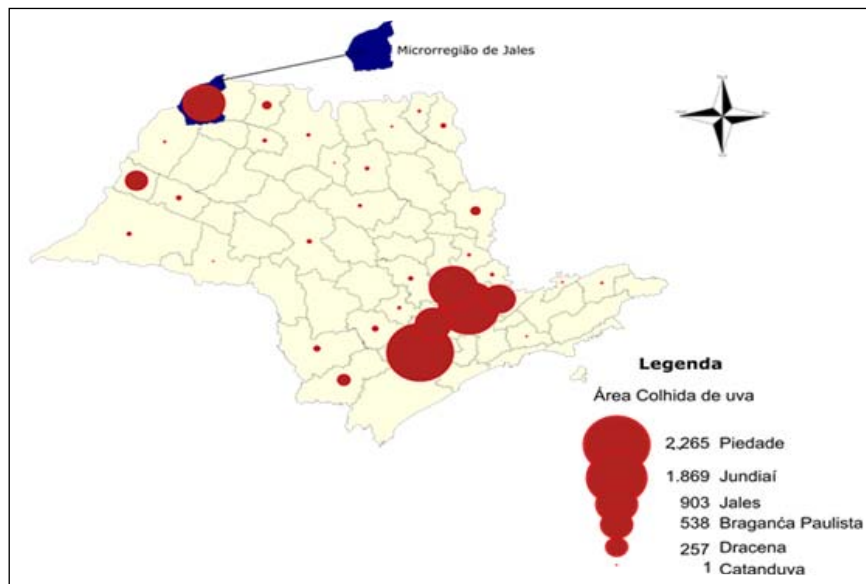 Microrregião de Jales
Legenda
Área Colhida de uva
2,265 Piedade
1.869 Jundiaí
903 Jales
538 Braganća Paulista
257 Dracena
1 Catanduva